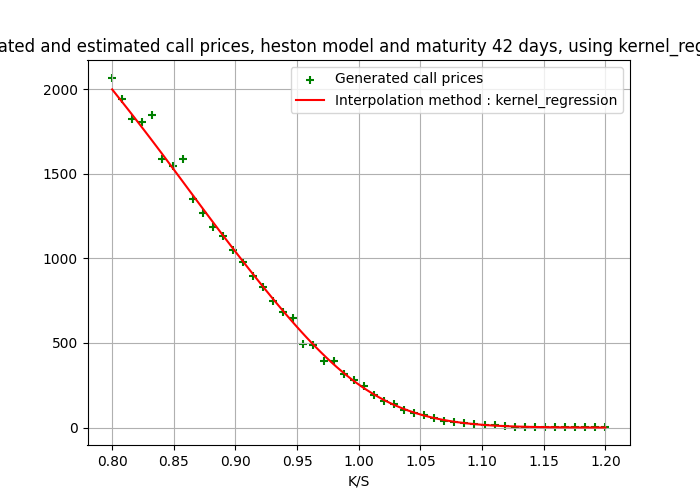 ated and estimated call prices, heston model and maturity 42 days, using kernel_reg
Generated call prices
Interpolation method : kernel_regression
2000
1500
1000
500
0
0.80 0.85 0.90 0.95 1.00 1.05 1.10 1.15 1.20
K/S